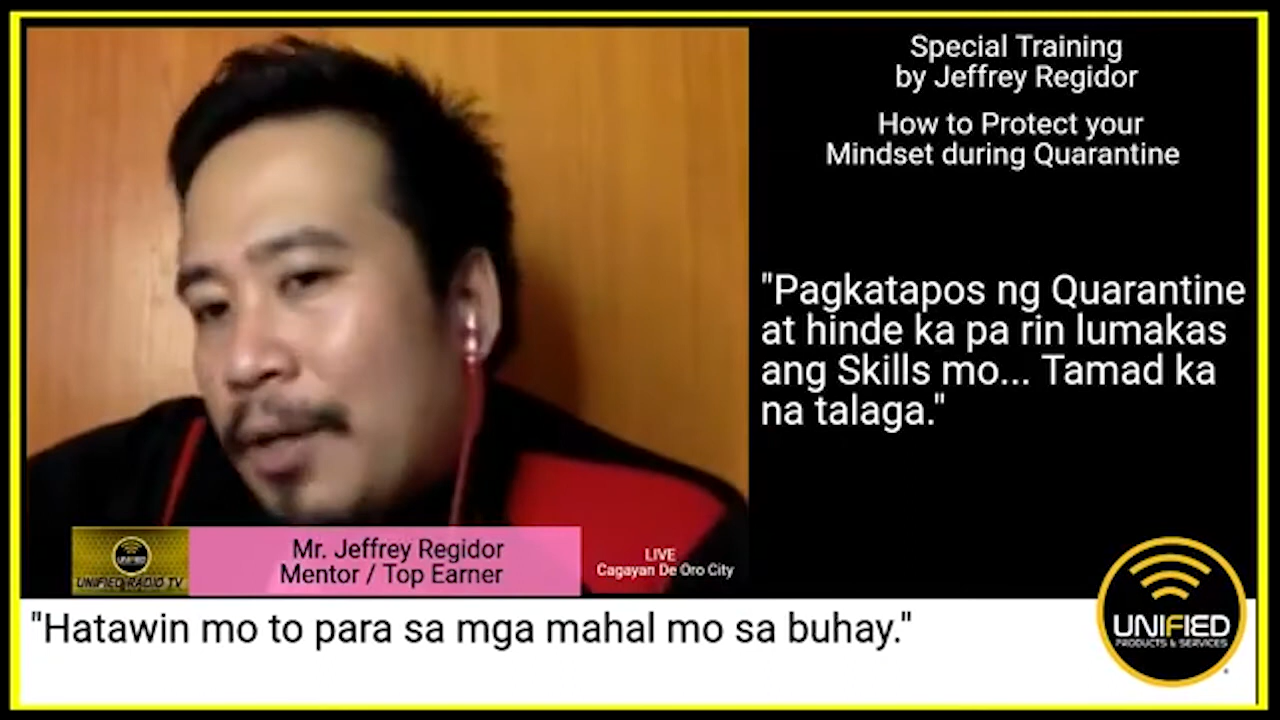 Special Training
by Jeffrey Regidor
How to Protect your
Mindset during Quarantine
"Pagkatapos ng Quarantine
at hinde ka pa rin lumakas
ang Skills mo... Tamad ka
na talaga."
UNIFIED
UNIFIED RADIO TV
Mr. Jeffrey Regidor
Mentor / Top Earner
LIVE
Cagayan De Oro City
"Hatawin mo to para sa mga mahal mo sa buhay."
UNIFIED
PRODUCTS & SERVICES